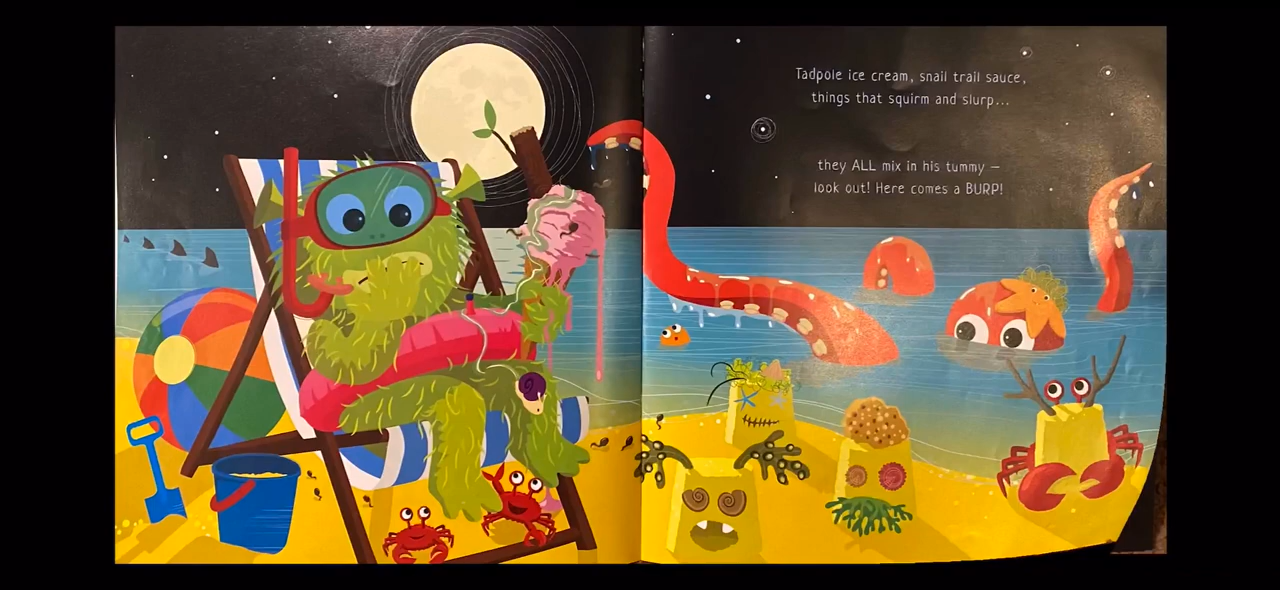 Tadpole ice cream, snail trail sauce,
things that squirm and slurp...
they ALL mix in his tummy –
look out! Here comes a BURP!